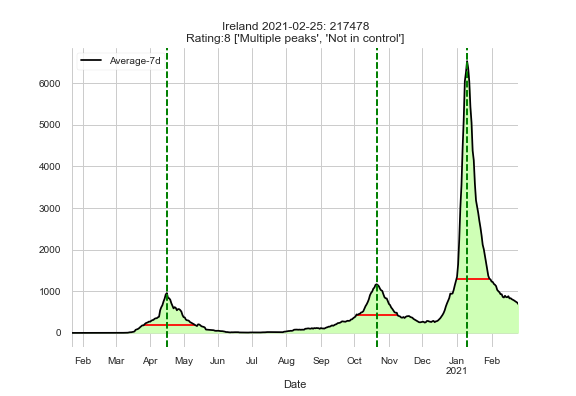 Ireland 2021-02-25: 217478
Rating:8 ['Multiple peaks', 'Not in control']
Average-7d
6000
5000
4000
3000
2000
1000
0
Feb Mar Apr May Jun Jul Aug Sep Oct Nov Dec Jan Feb
2021
Date